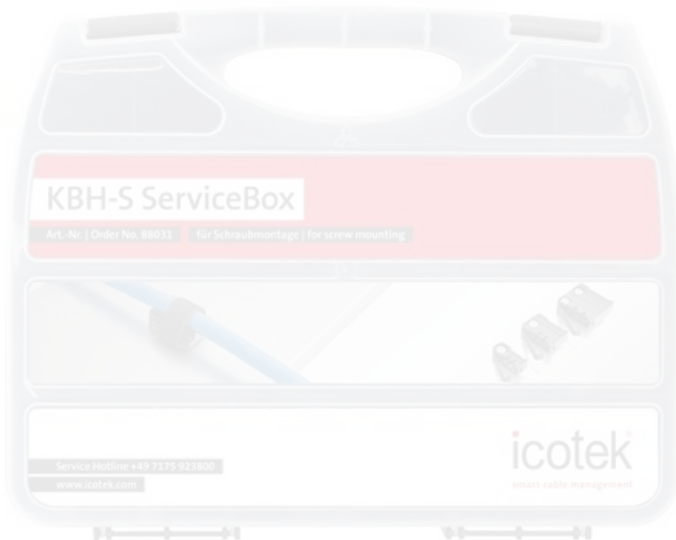 KBH-S ServiceBox
Art.-Nr. | Order No. 88031 für Schraubmontage | for screw mounting
Service Hotline +49 7175 923800
www.icotek.com
icotek
smart cable management